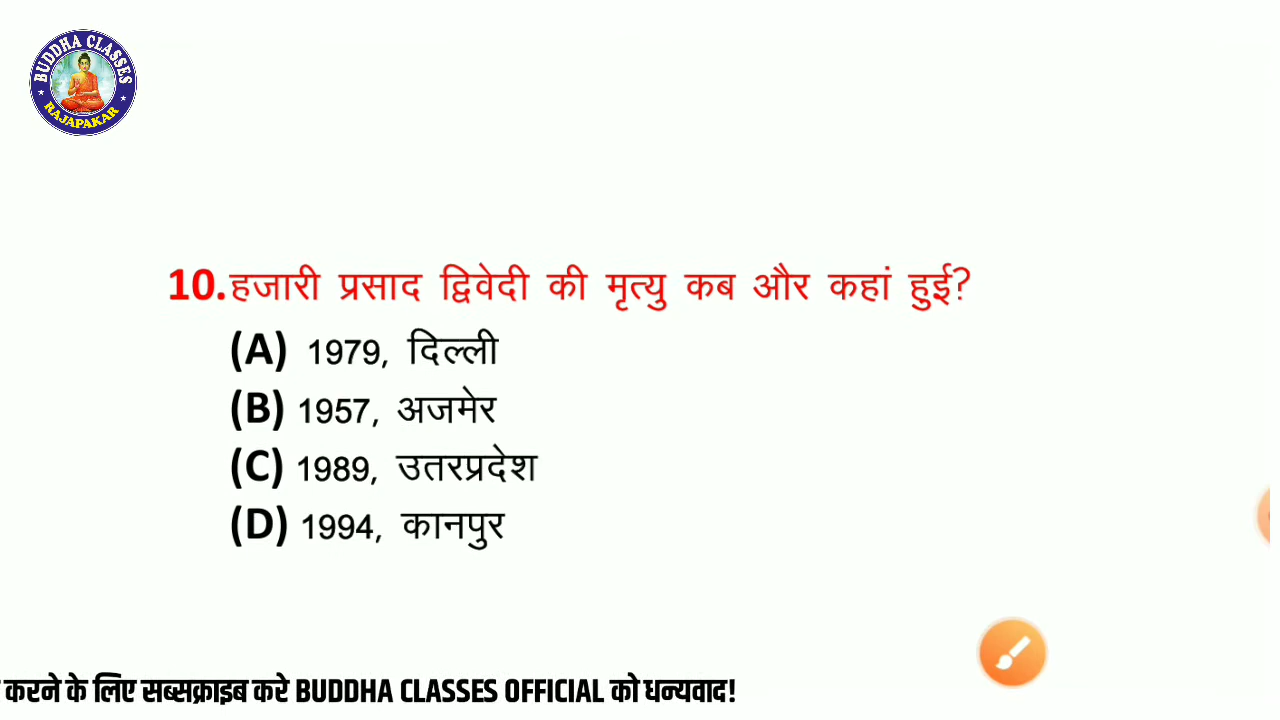 BUDDHA CLASSES
RAJAPAKAR
10.हजारी प्रसाद द्विवेदी की मृत्यु कब और कहां हुई?
(A) 1979, दिल्ली
(B) 1957, अजमेर
(C) 1989, उतरप्रदेश
(D) 1994, कानपुर
करने के लिए सब्सक्राइब करे BUDDHA CLASSES OFFICIAL को धन्यवाद!